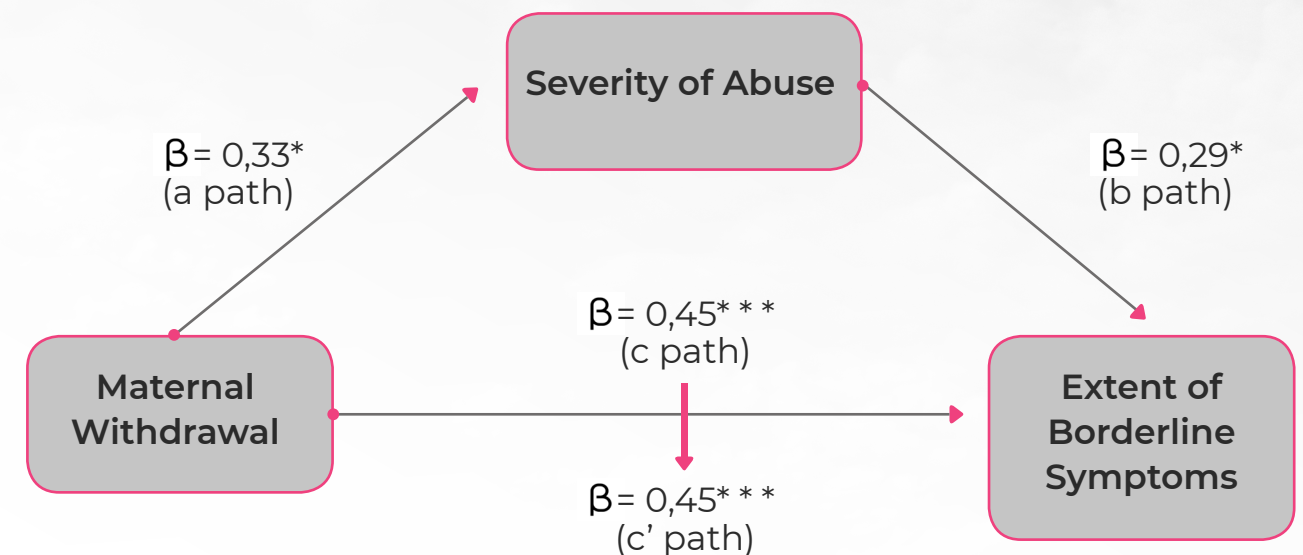 Severity of Abuse
β= 0,33*
(a path)
β= 0,29*
(b path)
β= 0,45* * *
(c path)
Maternal
Withdrawal
Extent of
Borderline
Symptoms
β= 0,45* * *
(c’ path)